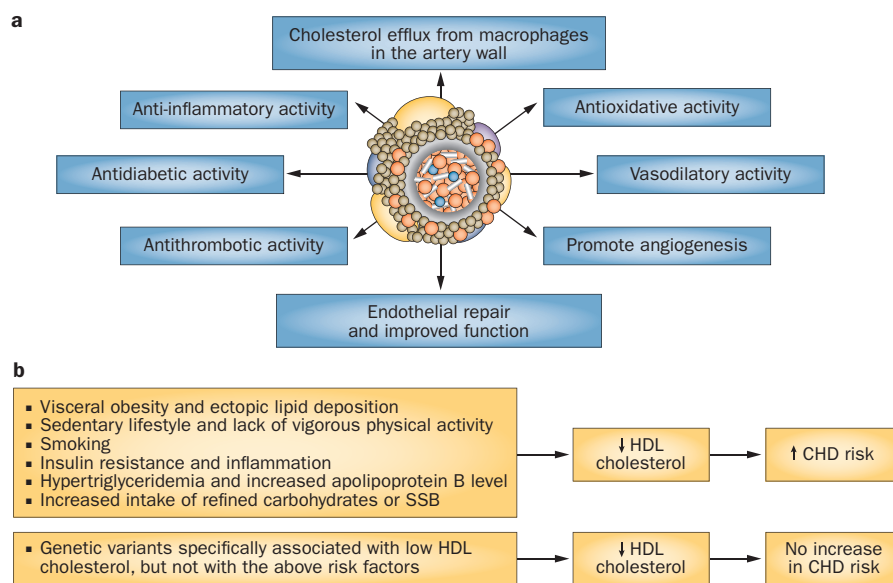 a
Cholesterol efflux from macrophages
in the artery wall
Anti-inflammatory activity
Antioxidative activity
Antidiabetic activity
Vasodilatory activity
Antithrombotic activity
Promote angiogenesis
Endothelial repair
and improved function
b
▪ Visceral obesity and ectopic lipid deposition
▪ Sedentary lifestyle and lack of vigorous physical activity
▪ Smoking
▪ Insulin resistance and inflammation
▪ Hypertriglyceridemia and increased apolipoprotein B level
▪ Increased intake of refined carbohydrates or SSB
↓HDL
cholesterol
↑ CHD risk
▪ Genetic variants specifically associated with low HDL
cholesterol, but not with the above risk factors
↓HDL
cholesterol
No increase
in CHD risk